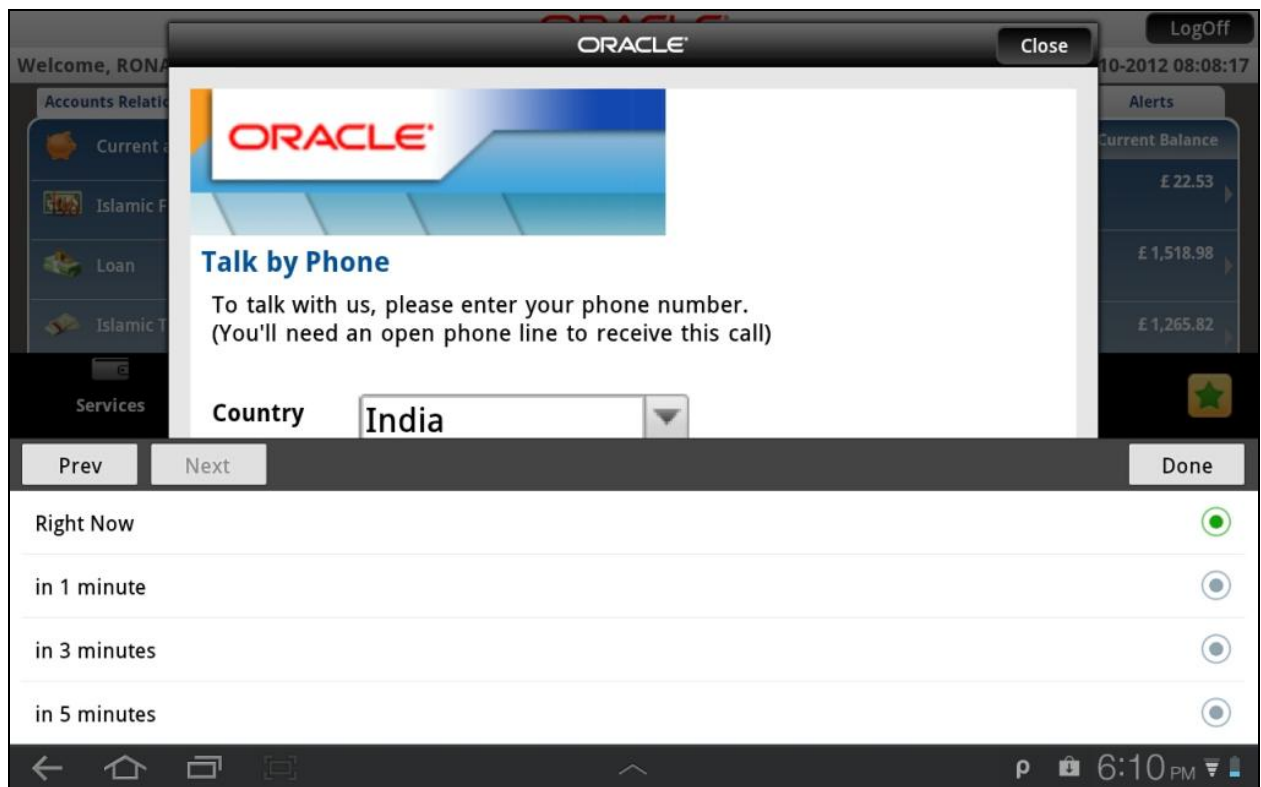 ORACLE
LogOff
ORACLE
Close
Welcome, RONA
10-2012 08:08:17
Accounts Relatio
Alerts
ORACLE
Current a
Current Balance
£ 22.53
Islamic F
Talk by Phone
£ 1,518.98
Loan
To talk with us, please enter your phone number.
(You'll need an open phone line to receive this call)
Islamic T
£ 1,265.82
Services
Country
India
Prev
Next
Done
Right Now
in 1 minute
in 3 minutes
in 5 minutes
6:10 PM